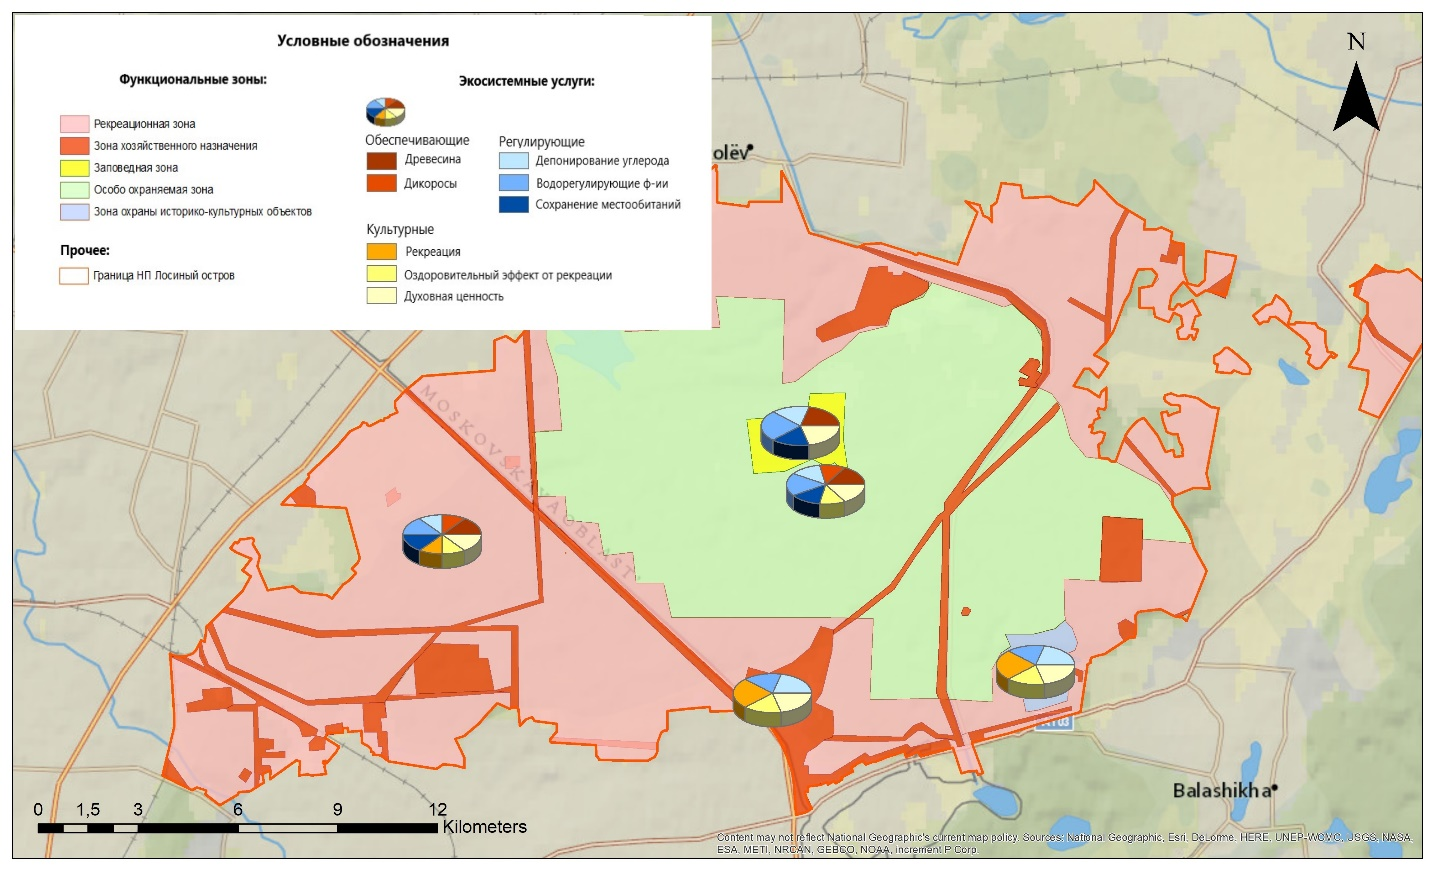 Условные обозначения
Функциональные зоны:
Рекреационная зона
Зона хозяйственного назначения
Заповедная зона
Особо охраняемая зона
Зона охраны историко-культурных объектов
Прочее:
Граница НП Лосиный остров
Экосистемные услуги:
Обеспечивающие
Древесина
Дикоросы
Регулирующие
Депонирование углерода
Водорегулирующие ф-ии
Сохранение местообитаний
Культурные
Рекреация
Оздоровительный эффект от рекреации
Духовная ценность
N
olëv
MOSKOVSKAYA OBLAST
Balashikha
0 1,5 3 6 9 12
Kilometers
Content may not reflect National Geographic's current map policy. Sources: National Geographic, Esri, DeLorme, HERE, UNEP-WCMC, USGS, NASA,
ESA, METI, NRCAN, GEBCO, NOAA, increment P Corp.